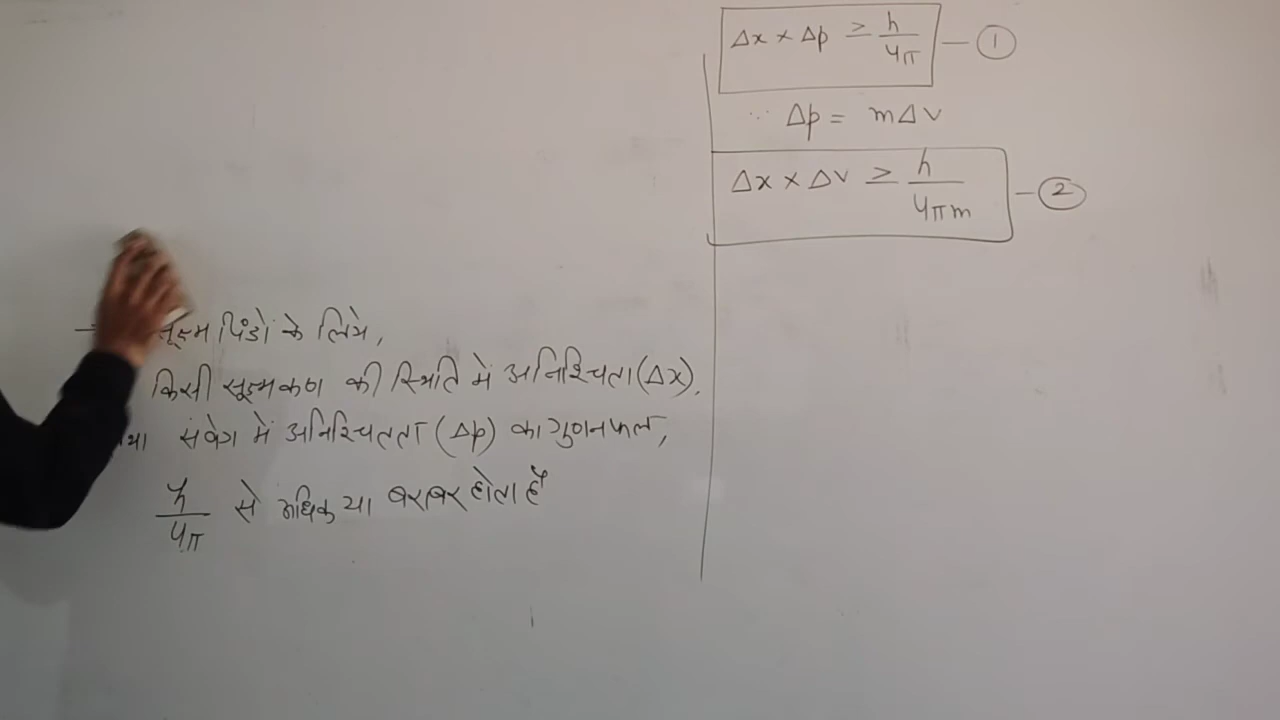 सूक्ष्म पिंडो के लिये,
किसी सूक्ष्मकण की स्थिति में अनिश्चिता (Δx),
संवेग में अनिश्चितता (Δp) का गुणनफल,
h/4π से अधिक या बराबर होता है
Δx × Δp ≥ h/4π — ①
∵ Δp = mΔv
Δx × Δv ≥ h/4πm — ②